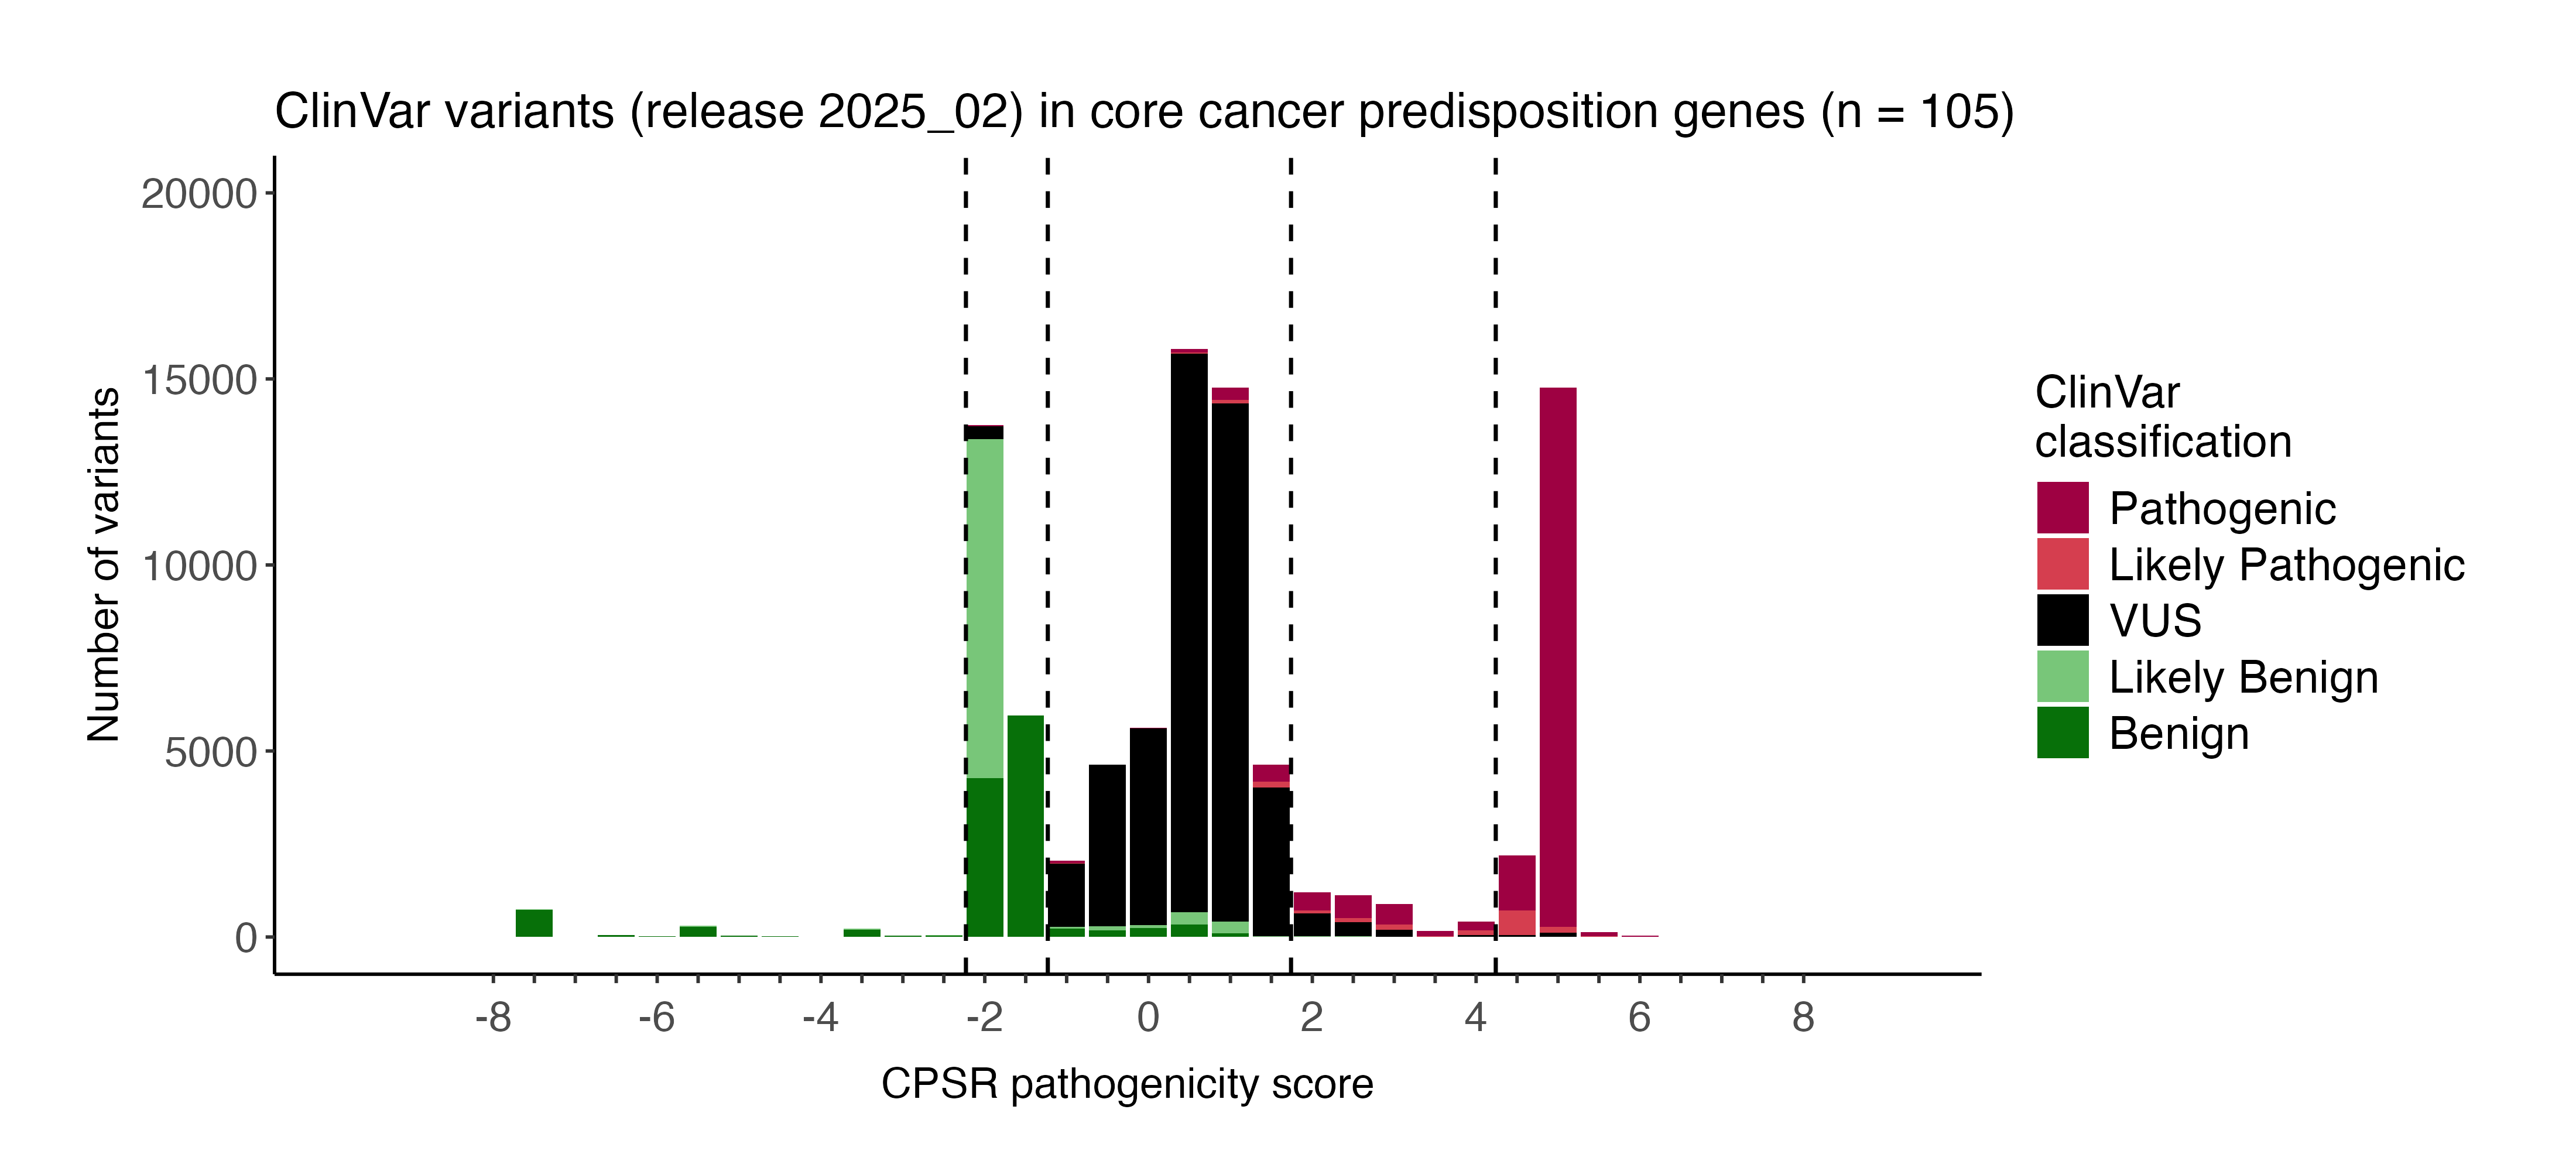 ClinVar variants (release 2025_02) in core cancer predisposition genes (n = 105)
Number of variants
20000
15000
10000
5000
0
-8 -6 -4 -2 0 2 4 6 8
CPSR pathogenicity score
ClinVar
classification
Pathogenic
Likely Pathogenic
VUS
Likely Benign
Benign